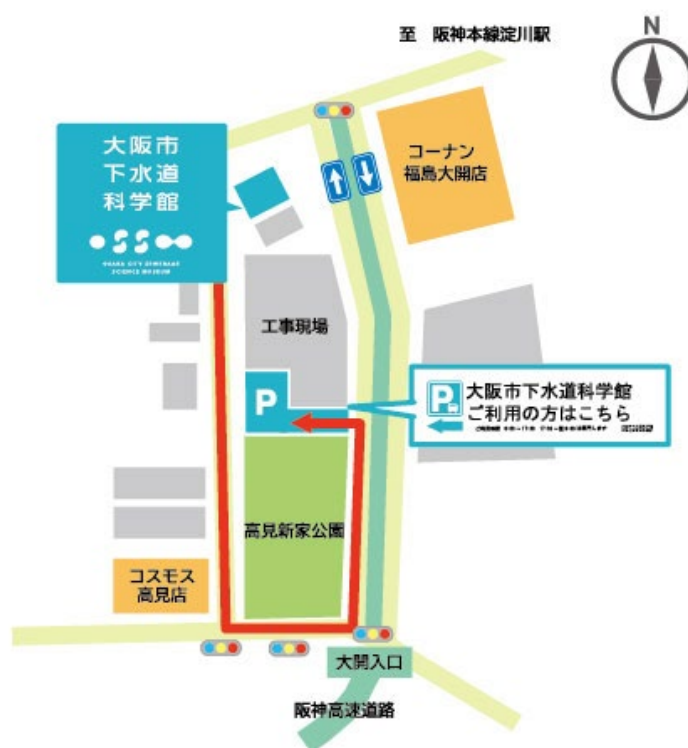 至 阪神本線淀川駅
N
大阪市
下水道
科学館
OSAKA CITY SEWERAGE
SCIENCE MUSEUM
コーナン
福島大開店
工事現場
P
P
大阪市下水道科学館
ご利用の方はこちら
高見新家公園
コスモス
高見店
大開入口
阪神高速道路